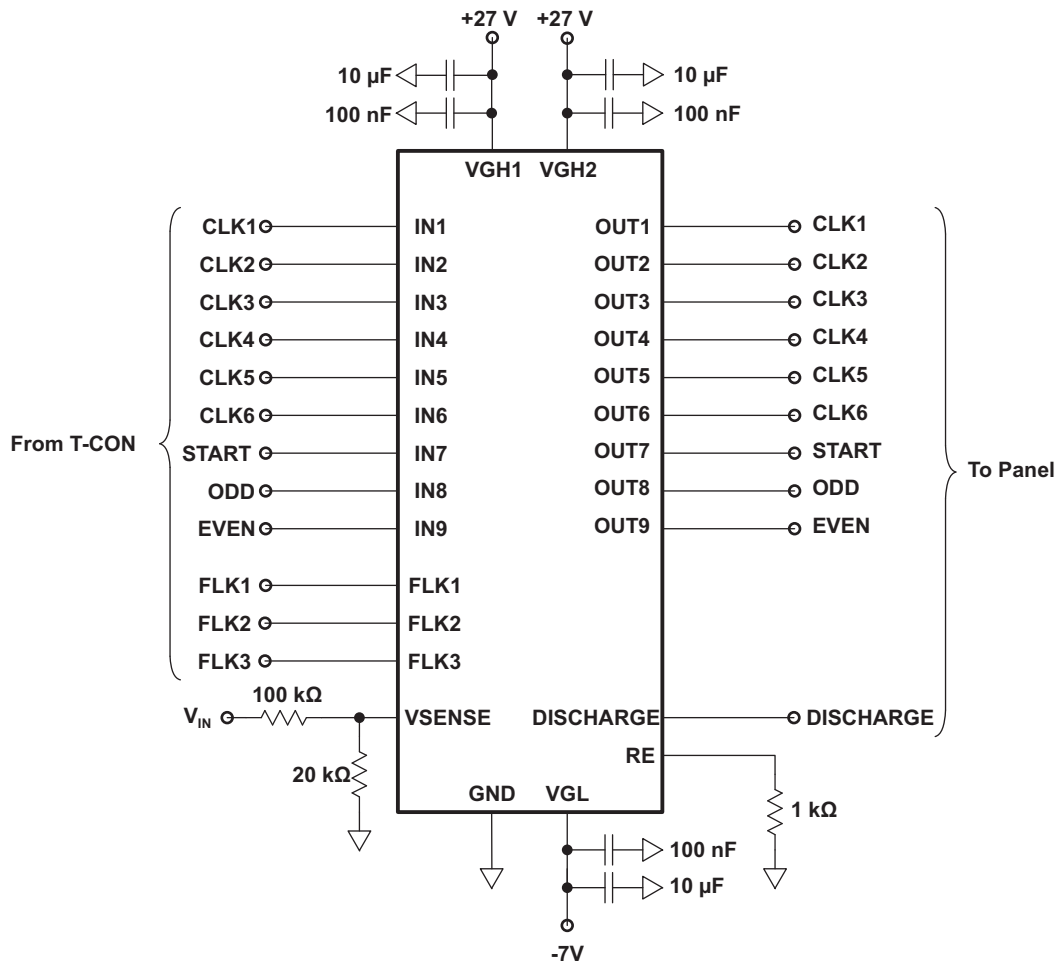 +27 V +27 V
10 µF 10 µF
100 nF 100 nF
VGH1 VGH2
CLK1 IN1 OUT1 CLK1
CLK2 IN2 OUT2 CLK2
CLK3 IN3 OUT3 CLK3
CLK4 IN4 OUT4 CLK4
CLK5 IN5 OUT5 CLK5
CLK6 IN6 OUT6 CLK6
From T-CON
START IN7 OUT7 START
To Panel
ODD IN8 OUT8 ODD
EVEN IN9 OUT9 EVEN
FLK1 FLK1
FLK2 FLK2
FLK3 FLK3
100 kΩ
VIN VSENSE DISCHARGE DISCHARGE
RE
20 kΩ
GND VGL
1 kΩ
100 nF
10 µF
-7V